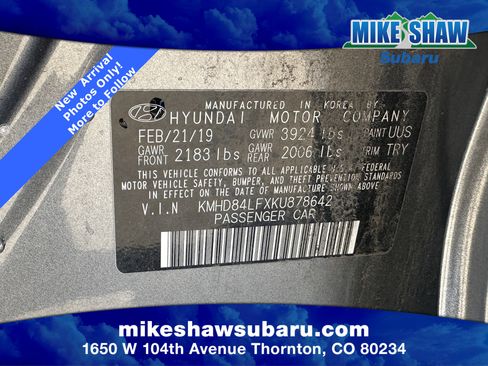 MIKE SHAW
Subaru
New Arrival
Photos Only!
More to Follow
MANUFACTURED IN KOREA BY
HYUNDAI MOTOR COMPANY
FEB/21/19 GVWR 3924 lbs PAINT UUS
GAWR FRONT 2183 lbs GAWR REAR 2006 lbs TRIM TRY
THIS VEHICLE CONFORMS TO ALL APPLICABLE U.S. FEDERAL
MOTOR VEHICLE SAFETY, BUMPER, AND THEFT PREVENTION STANDARDS
IN EFFECT ON THE DATE OF MANUFACTURE SHOWN ABOVE.
V.I.N KMHD84LFXKU878642
PASSENGER CAR
mikeshawsubaru.com
1650 W 104th Avenue Thornton, CO 80234